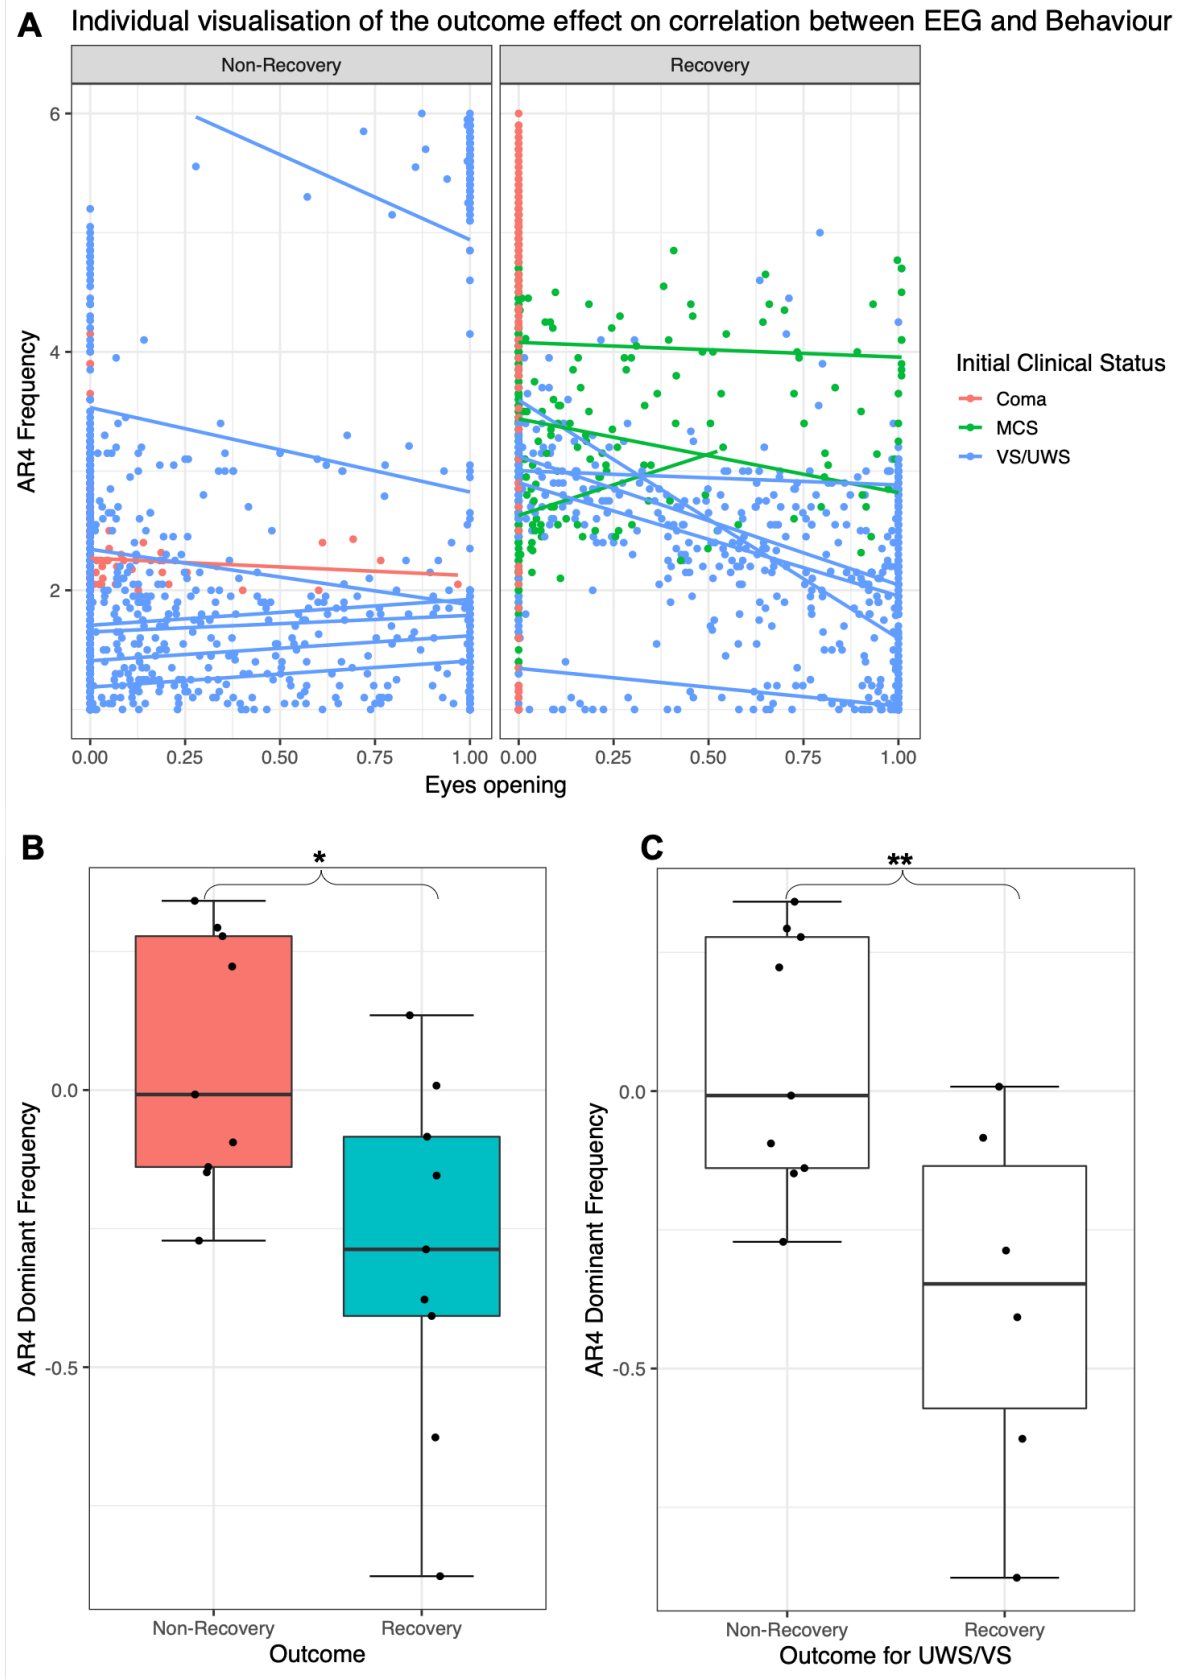 A Individual visualisation of the outcome effect on correlation between EEG and Behaviour
Non-Recovery Recovery
6
4
2
AR4 Frequency
0.00 0.25 0.50 0.75 1.00 0.00 0.25 0.50 0.75 1.00
Eyes opening
Initial Clinical Status
Coma
MCS
VS/UWS
B
*
0.0
-0.5
AR4 Dominant Frequency
Non-Recovery Recovery
Outcome
C
**
0.0
-0.5
AR4 Dominant Frequency
Non-Recovery Recovery
Outcome for UWS/VS